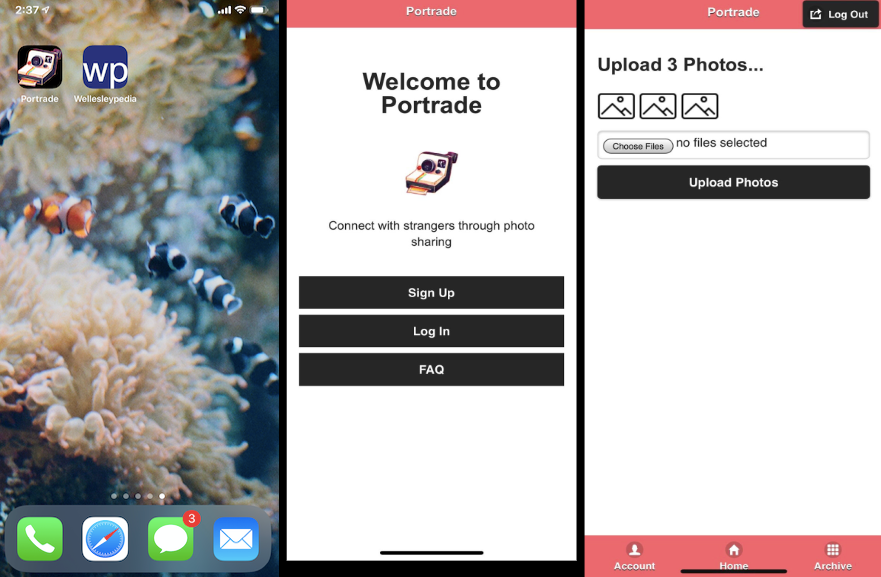 2:37
wp
Portrade
Wellesleypedia
3
Portrade
Welcome to
Portrade
Connect with strangers through photo
sharing
Sign Up
Log In
FAQ
Portrade
Log Out
Upload 3 Photos...
Choose Files no files selected
Upload Photos
Account
Home
Archive